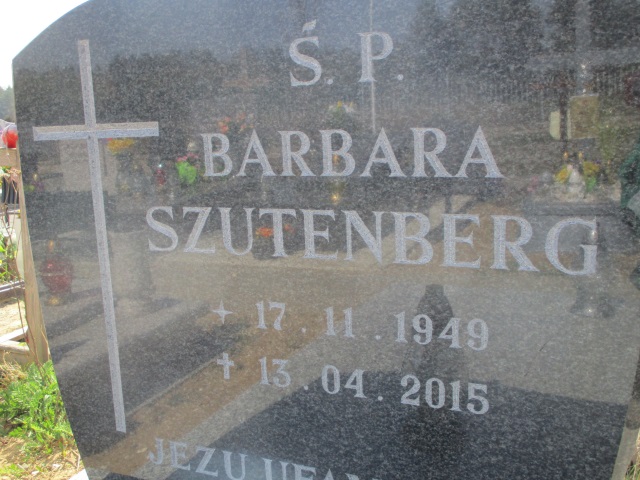 Ś. P.
BARBARA
SZUTENBERG
+ 17.11.1949
✝ 13.04.2015
JEZU